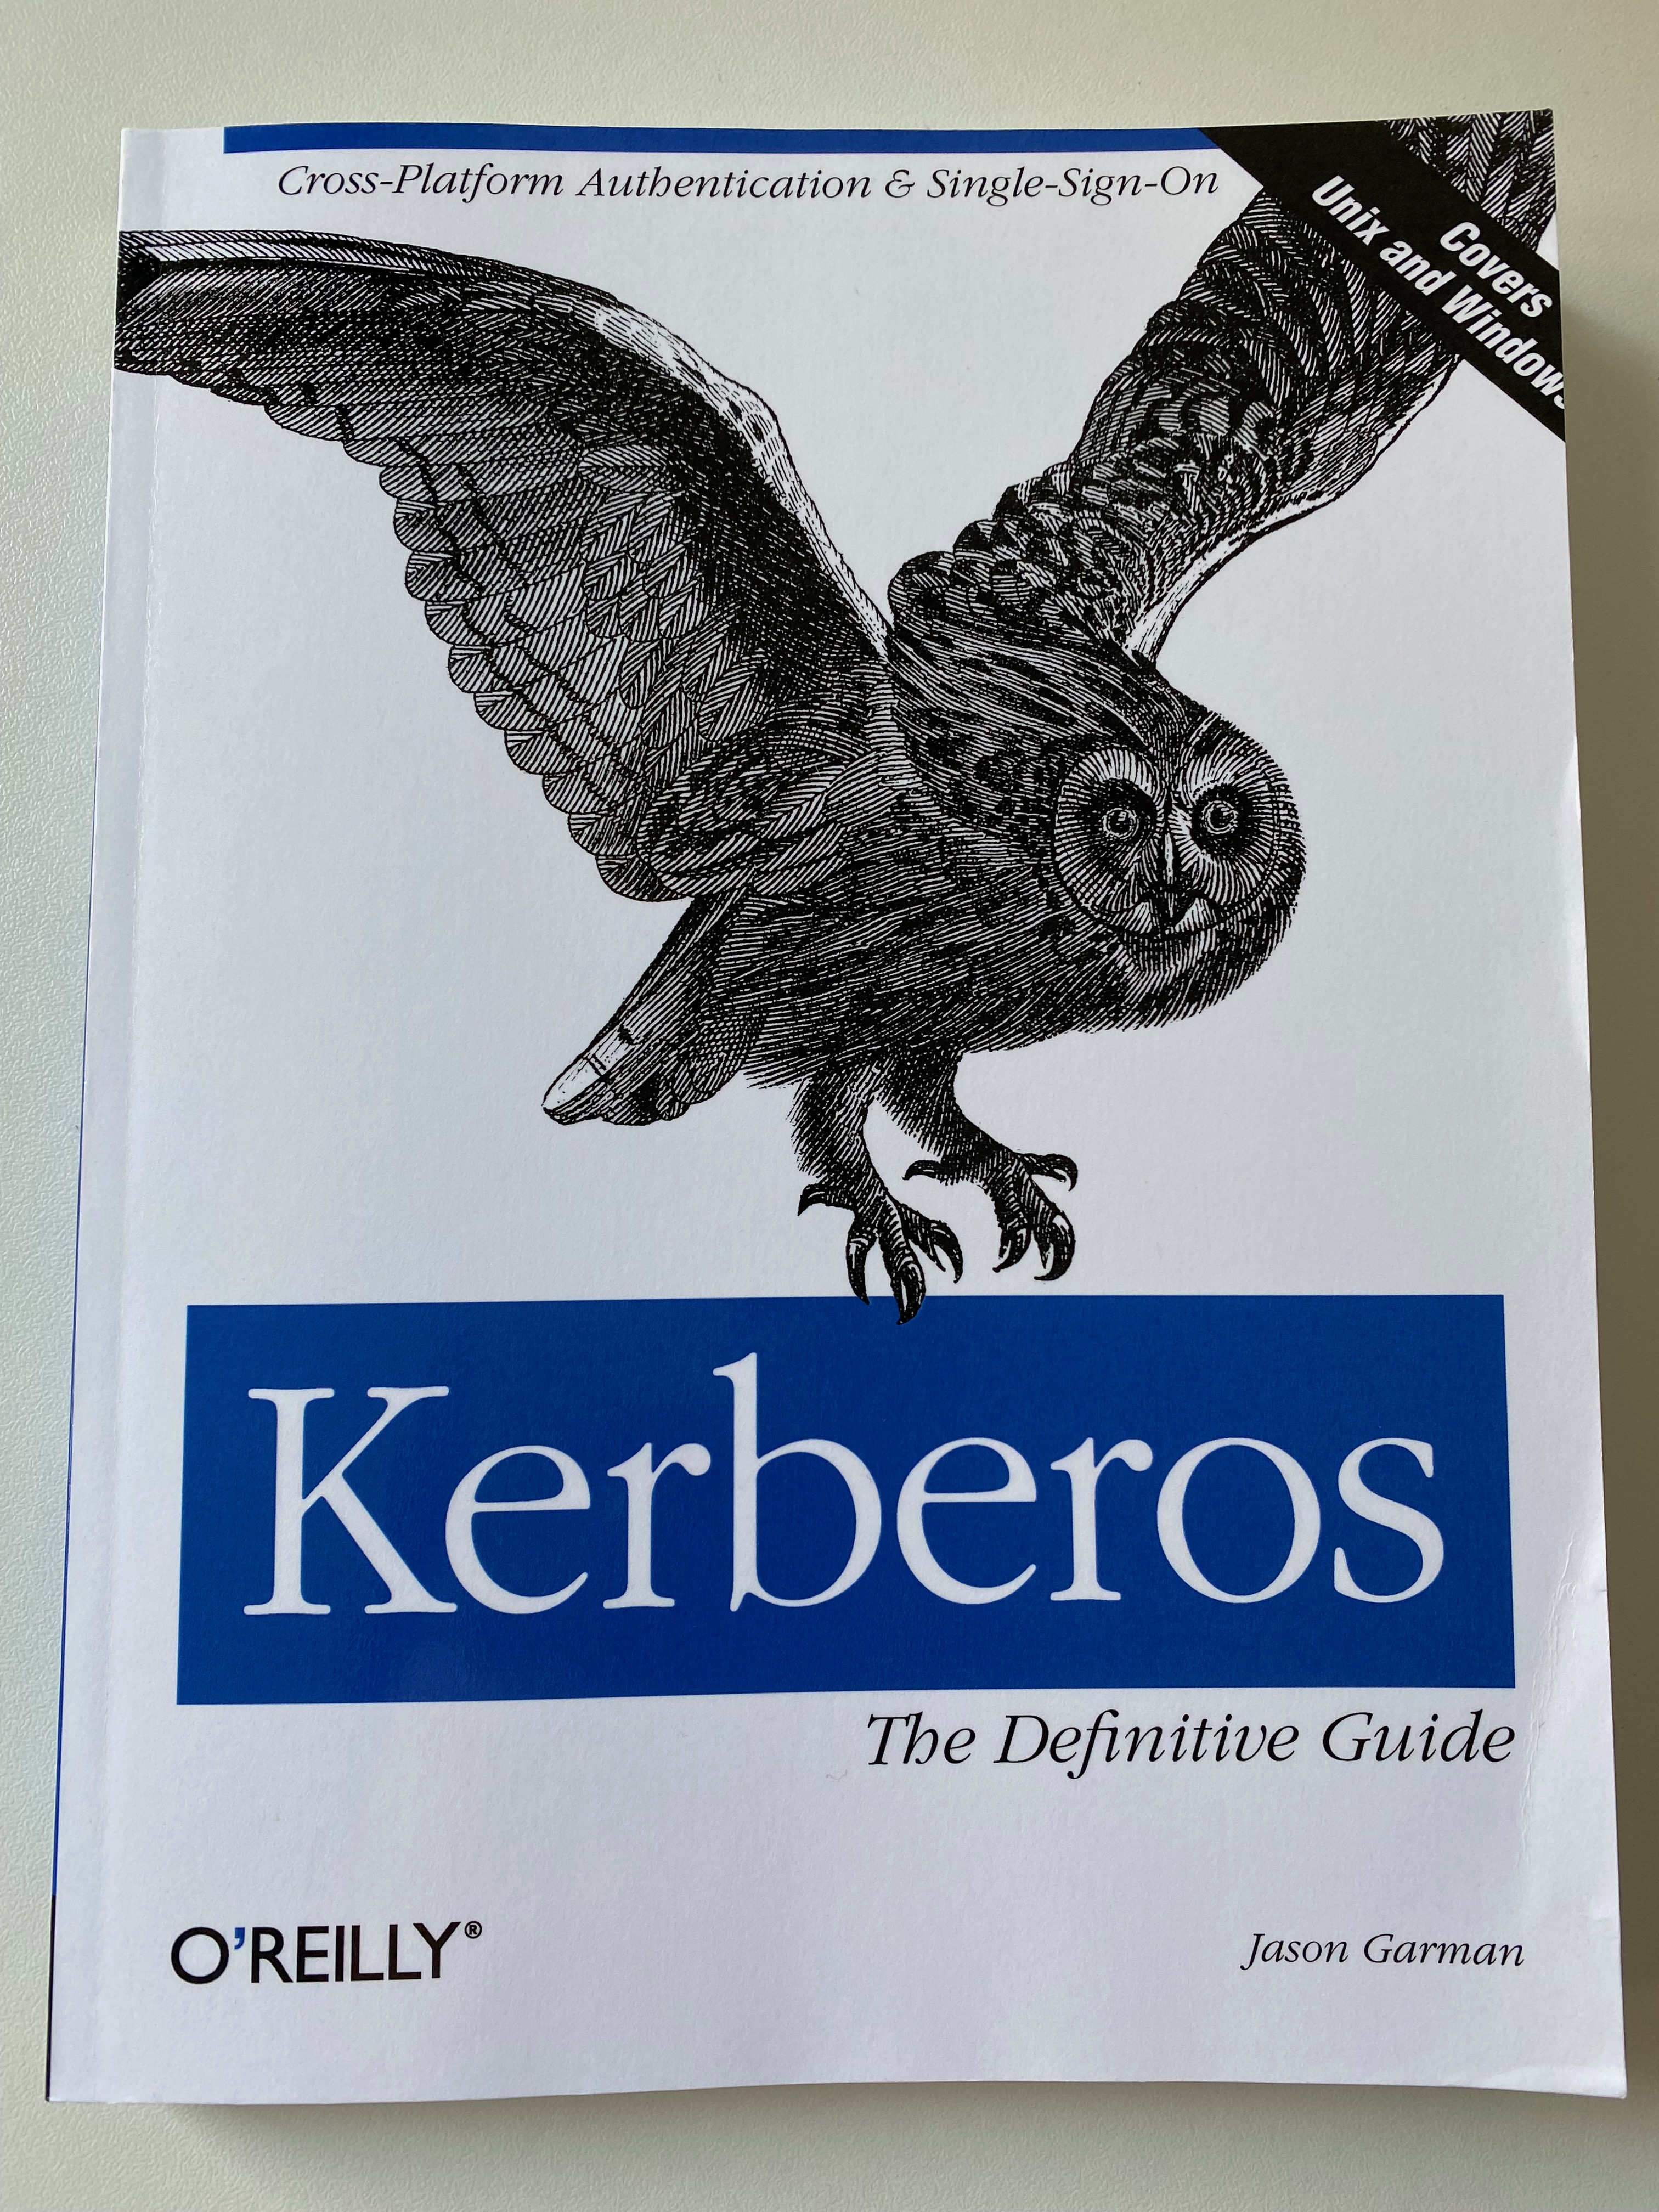 Cross-Platform Authentication & Single-Sign-On
Covers
Unix and Windows
Kerberos
The Definitive Guide
O'REILLY®
Jason Garman